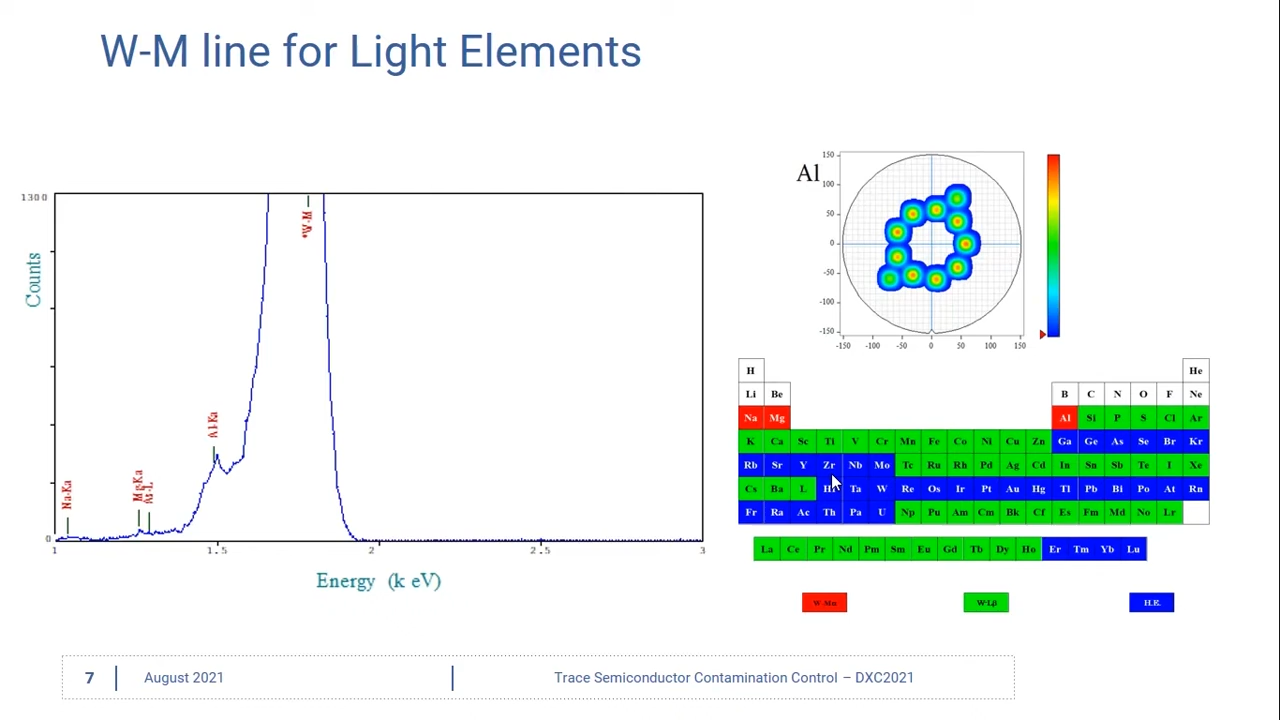 W-M line for Light Elements
1300
Counts
*W-M
Al-Ka
Mg-Ka
As-L
Na-Ka
0
1 1.5 2 2.5 3
Energy (k eV)
Al
150
100
50
0
-50
-100
-150
-150 -100 -50 0 50 100 150
H He
Li Be B C N O F Ne
Na Mg Al Si P S Cl Ar
K Ca Sc Ti V Cr Mn Fe Co Ni Cu Zn Ga Ge As Se Br Kr
Rb Sr Y Zr Nb Mo Tc Ru Rh Pd Ag Cd In Sn Sb Te I Xe
Cs Ba L Hf Ta W Re Os Ir Pt Au Hg Tl Pb Bi Po At Rn
Fr Ra Ac Th Pa U Np Pu Am Cm Bk Cf Es Fm Md No Lr
La Ce Pr Nd Pm Sm Eu Gd Tb Dy Ho Er Tm Yb Lu
W-Mα W-Lβ H.E.
7 August 2021 Trace Semiconductor Contamination Control – DXC2021